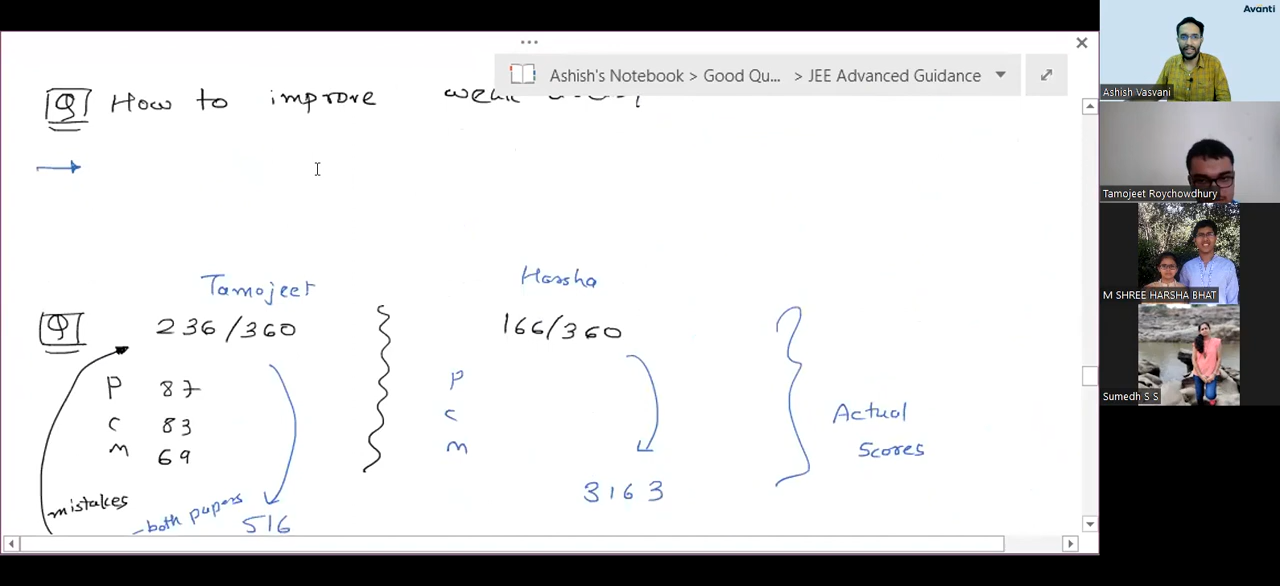 Avanti
Ashish's Notebook > Good Qu... > JEE Advanced Guidance
Ashish Vasvani
Q How to improve weak
Tamojeet Roychowdhury
M SHREE HARSHA BHAT
Sumedh S S
Tamojeet
Harsha
Q 236/360
166/360
P 87
C 83
M 69
P
C
M
Actual
Scores
3163
mistakes
-both papers
516